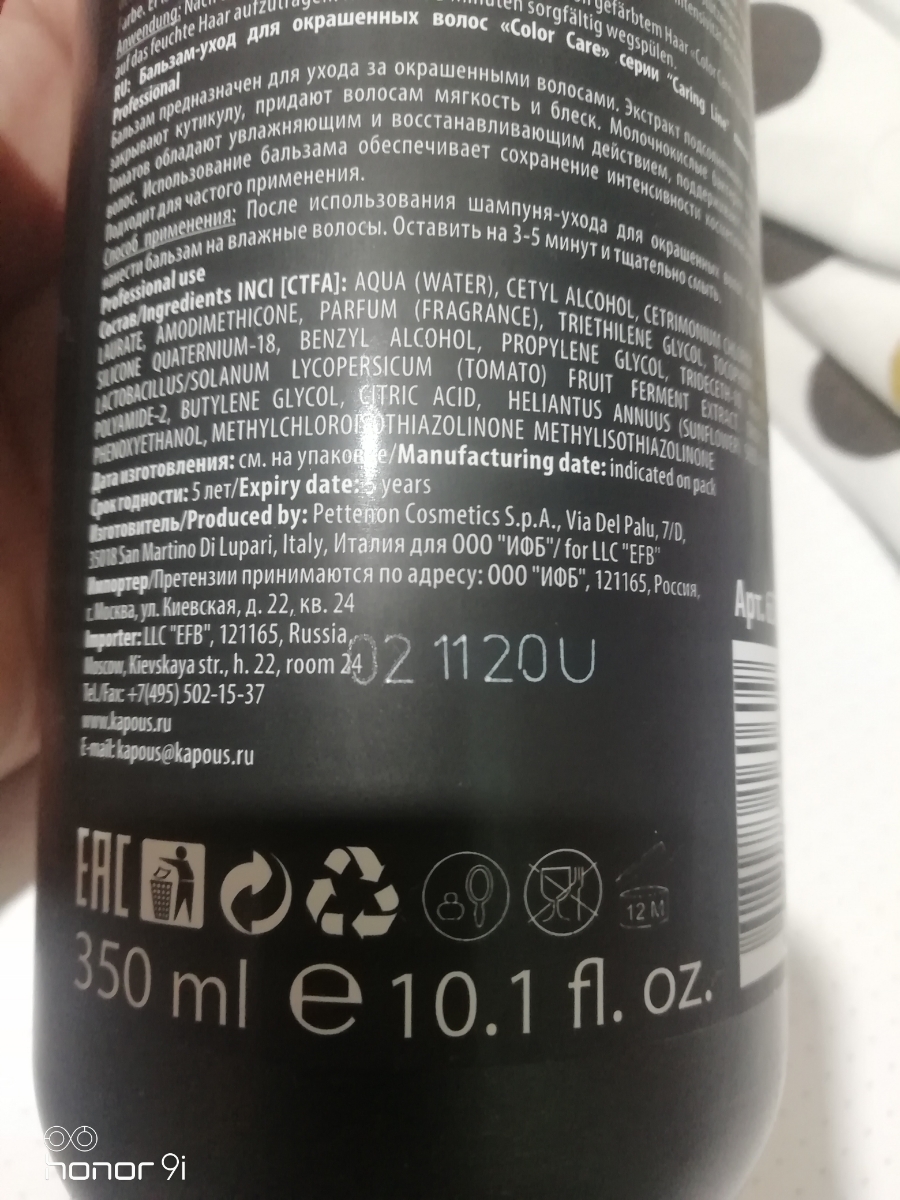 Anwendung: Nach
auf das feuchte Haar aufzutragen minuten sorgfältig wegspülen.
RU: Бальзам-уход для окрашенных волос «Color Care» серии "Caring Line"
Professional
Бальзам предназначен для ухода за окрашенными волосами. Экстракт
закрывают кутикулу, придают волосам мягкость и блеск. Молочнокислые
томатов обладают увлажняющим и восстанавливающим действием,
волос. Использование бальзама обеспечивает сохранение интенсивности
Подходит для частого применения.
Способ применения: После использования шампуня-ухода для окрашенных
нанести бальзам на влажные волосы. Оставить на 3-5 минут и тщательно смыть.
Professional use
Состав/Ingredients INCI [CTFA]: AQUA (WATER), CETYL ALCOHOL, CETRIMONIUM
LAURATE, AMODIMETHICONE, PARFUM (FRAGRANCE), TRIETHILENE GLYCOL,
SILICONE QUATERNIUM-18, BENZYL ALCOHOL, PROPYLENE GLYCOL,
LACTOBACILLUS/SOLANUM LYCOPERSICUM (TOMATO) FRUIT FERMENT EXTRACT,
POLYAMIDE-2, BUTYLENE GLYCOL, CITRIC ACID, HELIANTUS ANNUUS (SUNFLOWER)
PHENOXYETHANOL, METHYLCHLOROISOTHIAZOLINONE METHYLISOTHIAZOLINONE
Дата изготовления: см. на упаковке/Manufacturing date: indicated on pack
Срок годности: 5 лет/Expiry date: 5 years
Изготовитель/Produced by: Pettenon Cosmetics S.p.A., Via Del Palu, 7/D,
35018 San Martino Di Lupari, Italy, Италия для ООО "ИФБ"/ for LLC "EFB"
Импортер/Претензии принимаются по адресу: ООО "ИФБ", 121165, Россия,
г. Москва, ул. Киевская, д. 22, кв. 24
Importer: LLC "EFB", 121165, Russia,
Moscow, Kievskaya str., h. 22, room 24
02 1120U
Tel./Fax: +7(495) 502-15-37
www.kapous.ru
E-mail: kapous@kapous.ru
Арт.
EAC
12 M
350 ml e 10.1 fl. oz.
honor 9i